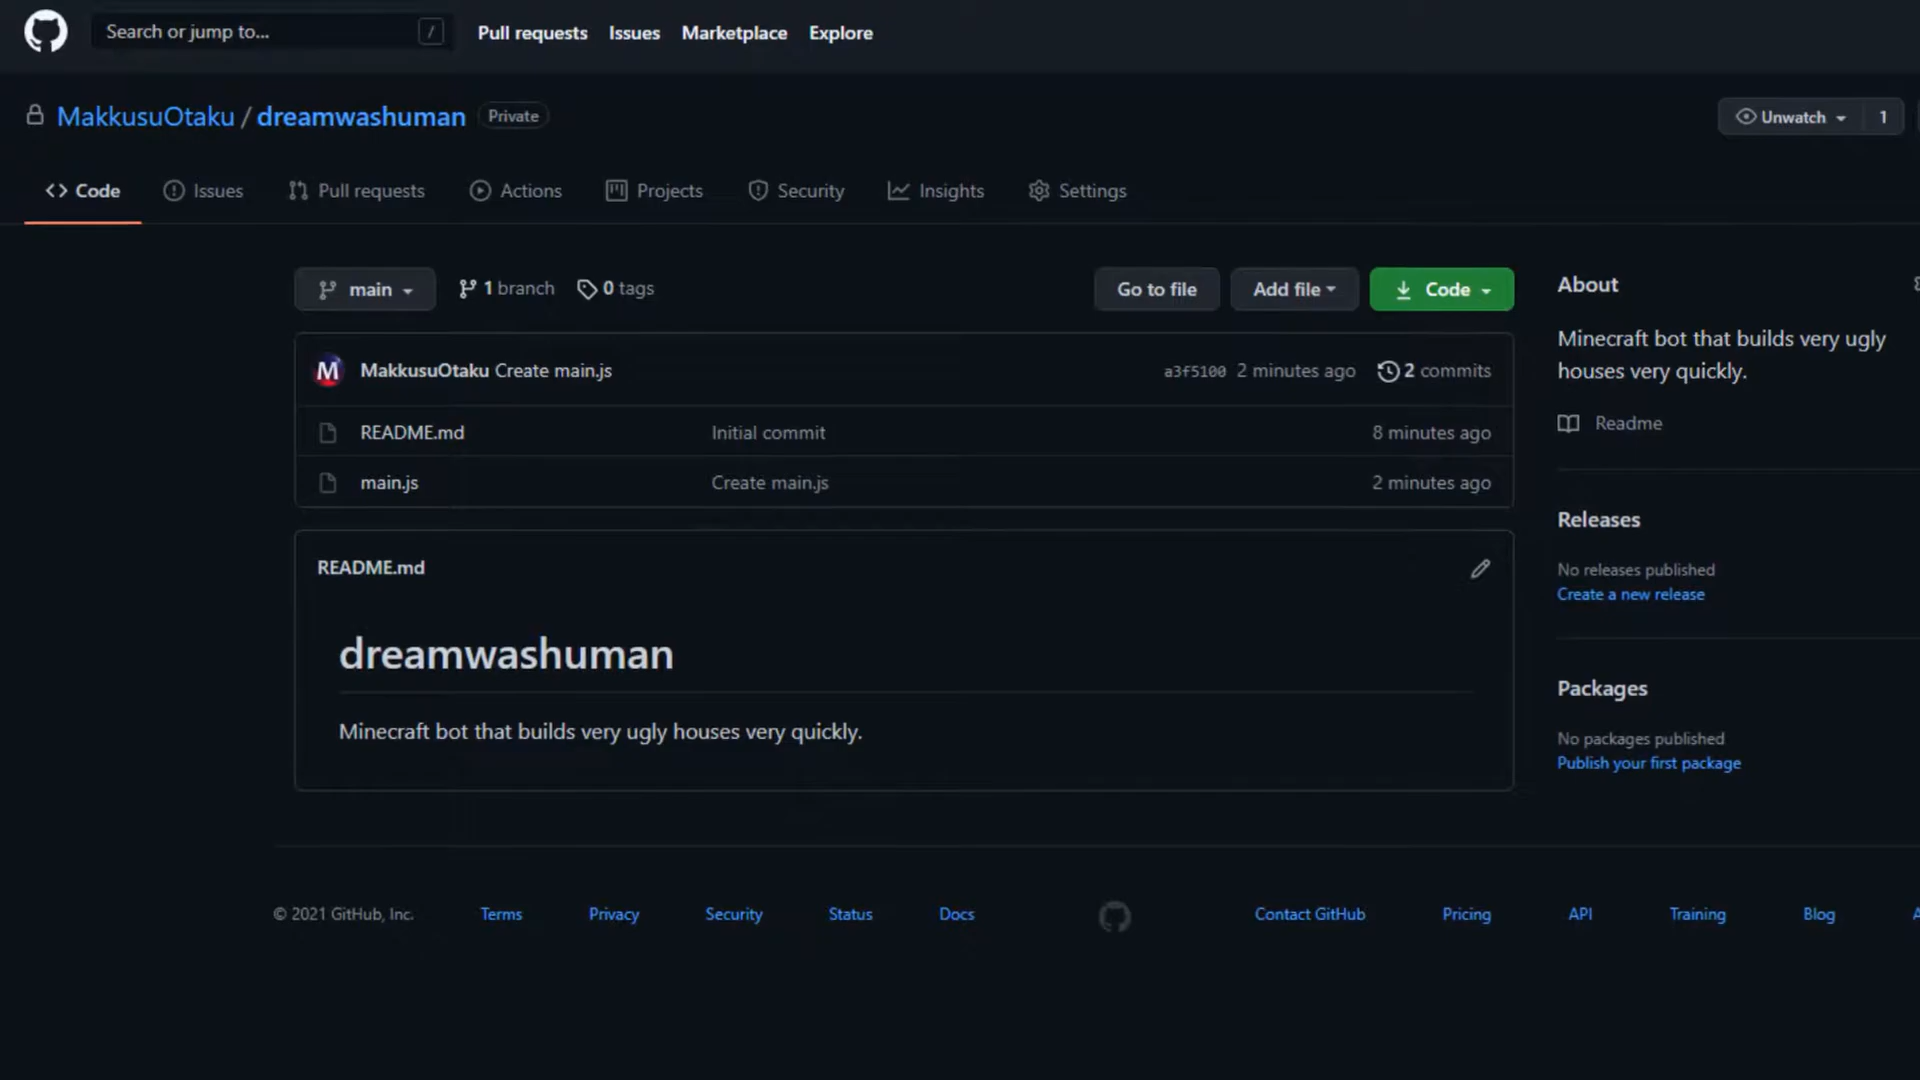 Search or jump to... /
Pull requests Issues Marketplace Explore
MakkusuOtaku / dreamwashuman Private
Unwatch 1
Code Issues Pull requests Actions Projects Security Insights Settings
main 1 branch 0 tags
Go to file Add file Code
M MakkusuOtaku Create main.js a3f5100 2 minutes ago 2 commits
README.md Initial commit 8 minutes ago
main.js Create main.js 2 minutes ago
README.md
dreamwashuman
Minecraft bot that builds very ugly houses very quickly.
About
Minecraft bot that builds very ugly
houses very quickly.
Readme
Releases
No releases published
Create a new release
Packages
No packages published
Publish your first package
© 2021 GitHub, Inc. Terms Privacy Security Status Docs Contact GitHub Pricing API Training Blog